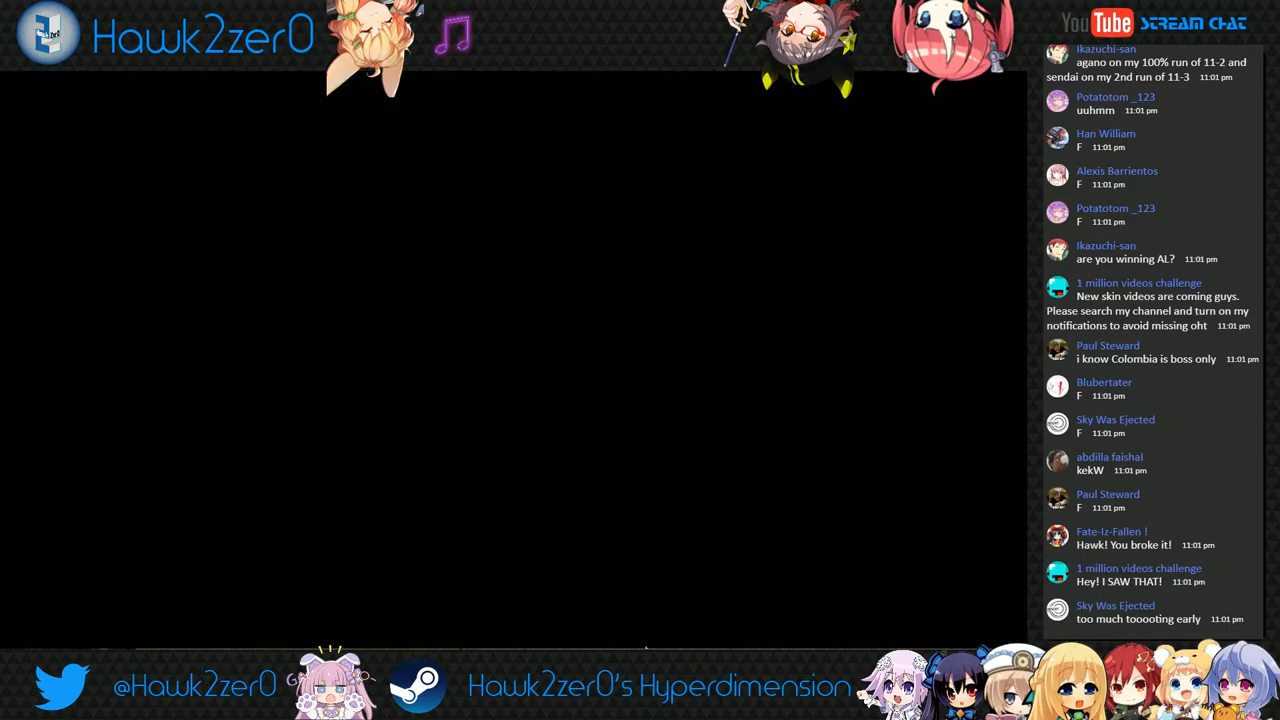 Hawk2zer0
YouTube STREAM CHAT
Ikazuchi-san
agano on my 100% run of 11-2 and
sendai on my 2nd run of 11-3 11:01 pm
Potatotom _123
uuhmm 11:01 pm
Han William
F 11:01 pm
Alexis Barrientos
F 11:01 pm
Potatotom _123
F 11:01 pm
Ikazuchi-san
are you winning AL? 11:01 pm
1 million videos challenge
New skin videos are coming guys.
Please search my channel and turn on my
notifications to avoid missing oht 11:01 pm
Paul Steward
i know Colombia is boss only 11:01 pm
Blubertater
F 11:01 pm
Sky Was Ejected
F 11:01 pm
abdilla faishal
kekW 11:01 pm
Paul Steward
F 11:01 pm
Fate-Iz-Fallen !
Hawk! You broke it! 11:01 pm
1 million videos challenge
Hey! I SAW THAT! 11:01 pm
Sky Was Ejected
too much tooooting early 11:01 pm
@Hawk2zer0
Hawk2zer0's Hyperdimension